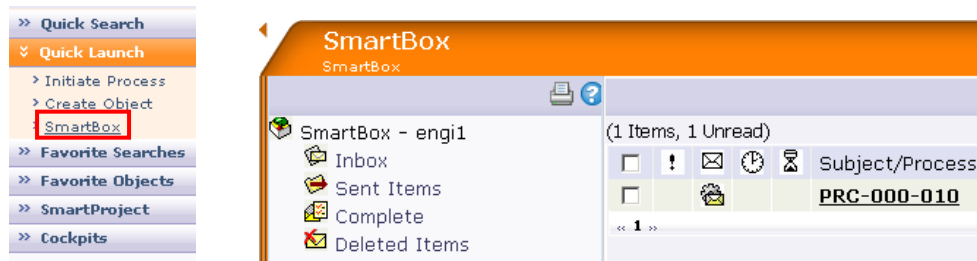 » Quick Search
Quick Launch
> Initiate Process
> Create Object
> SmartBox
» Favorite Searches
» Favorite Objects
» SmartProject
» Cockpits
SmartBox
SmartBox
SmartBox - engi1
Inbox
Sent Items
Complete
Deleted Items
(1 Items, 1 Unread)
! Subject/Process
PRC-000-010
« 1 »